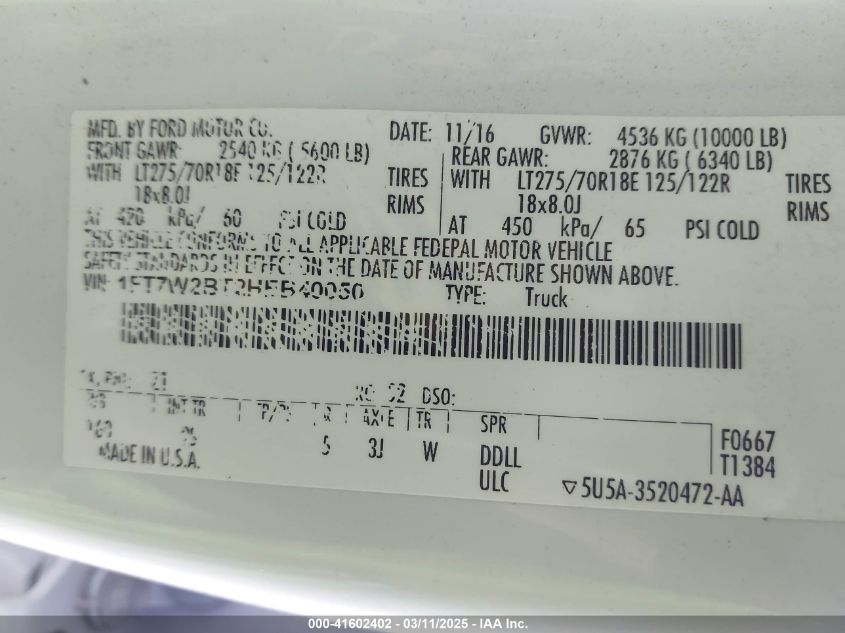 MFD. BY FORD MOTOR CO.
DATE: 11/16 GVWR: 4536 KG (10000 LB)
FRONT GAWR: 2540 KG ( 5600 LB) REAR GAWR: 2876 KG ( 6340 LB)
WITH LT275/70R18E 125/122R TIRES WITH LT275/70R18E 125/122R TIRES
18x8.0J RIMS 18x8.0J RIMS
AT 420 kPa/ 60 PSI COLD AT 450 kPa/ 65 PSI COLD
THIS VEHICLE CONFORMS TO ALL APPLICABLE FEDERAL MOTOR VEHICLE
SAFETY STANDARDS IN EFFECT ON THE DATE OF MANUFACTURE SHOWN ABOVE.
VIN: TYPE: Truck
DSO:
INT TR AXLE TR SPR
5 3J W DDLL
ULC
F0667
T1384
MADE IN U.S.A.
▽5U5A-3520472-AA
000-41602402 - 03/11/2025 - IAA Inc.